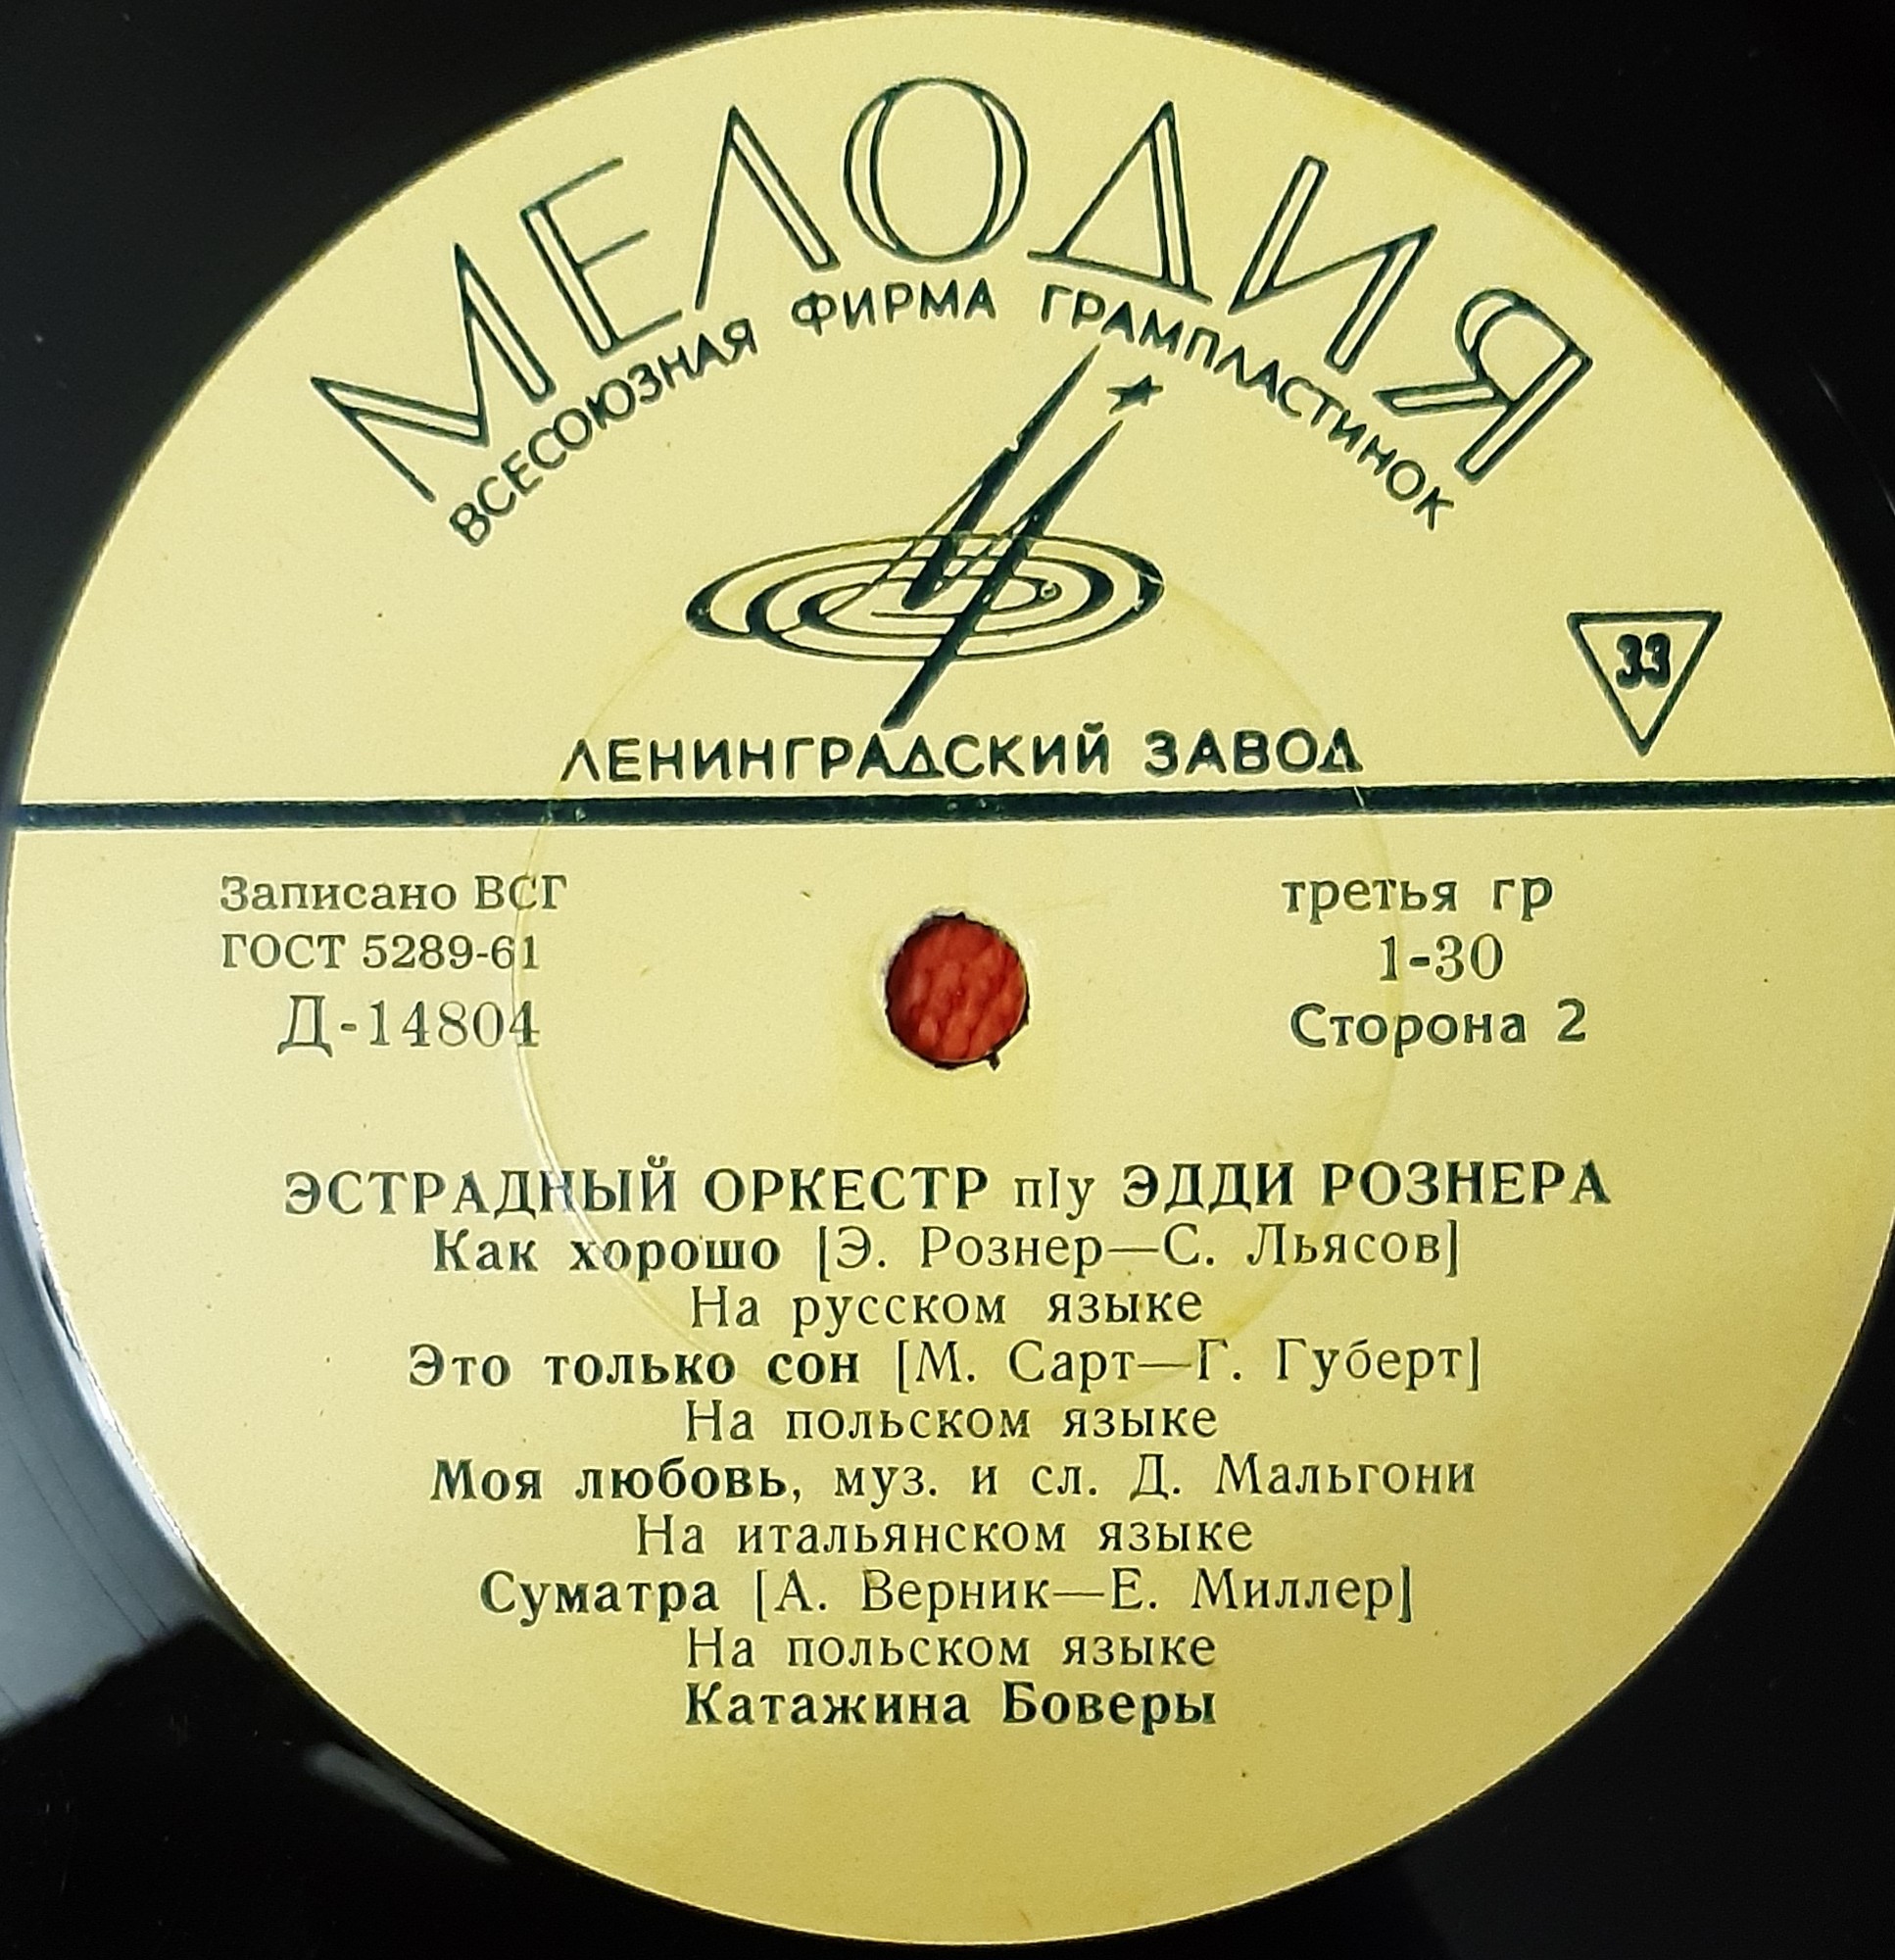 МЕЛОДИЯ
ВСЕСОЮЗНАЯ ФИРМА ГРАМПЛАСТИНОК
33
ЛЕНИНГРАДСКИЙ ЗАВОД
Записано ВСГ
ГОСТ 5289-61
Д-14804
третья гр
1-30
Сторона 2
ЭСТРАДНЫЙ ОРКЕСТР п/у ЭДДИ РОЗНЕРА
Как хорошо [Э. Рознер—С. Льясов]
На русском языке
Это только сон [М. Сарт—Г. Губерт]
На польском языке
Моя любовь, муз. и сл. Д. Мальгони
На итальянском языке
Суматра [А. Верник—Е. Миллер]
На польском языке
Катажина Боверы